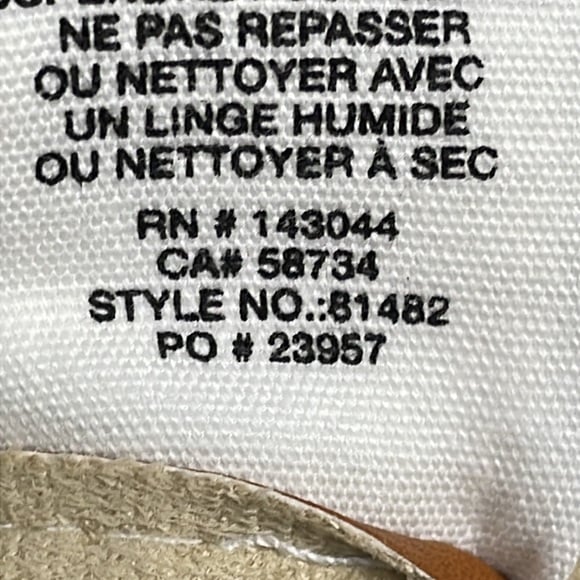 NE PAS REPASSER
OU NETTOYER AVEC
UN LINGE HUMIDE
OU NETTOYER À SEC
RN # 143044
CA# 58734
STYLE NO.:81482
PO # 23957